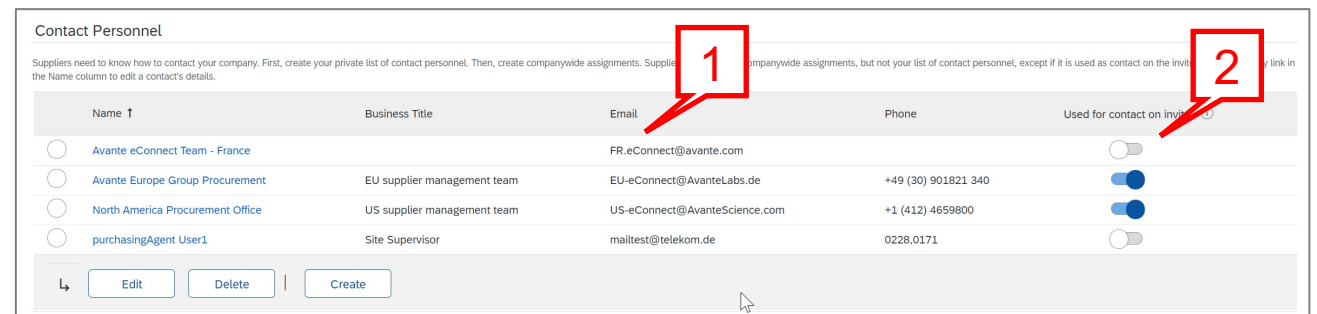 Contact Personnel
1
2
Suppliers need to know how to contact your company. First, create your private list of contact personnel. Then, create companywide assignments. Supplie ompanywide assignments, but not your list of contact personnel, except if it is used as contact on the invit y link in
the Name column to edit a contact's details.
Name ↑ Business Title Email Phone Used for contact on invit
Avante eConnect Team - France FR.eConnect@avante.com
Avante Europe Group Procurement EU supplier management team EU-eConnect@AvanteLabs.de +49 (30) 901821 340
North America Procurement Office US supplier management team US-eConnect@AvanteScience.com +1 (412) 4659800
purchasingAgent User1 Site Supervisor mailtest@telekom.de 0228,0171
Edit Delete | Create